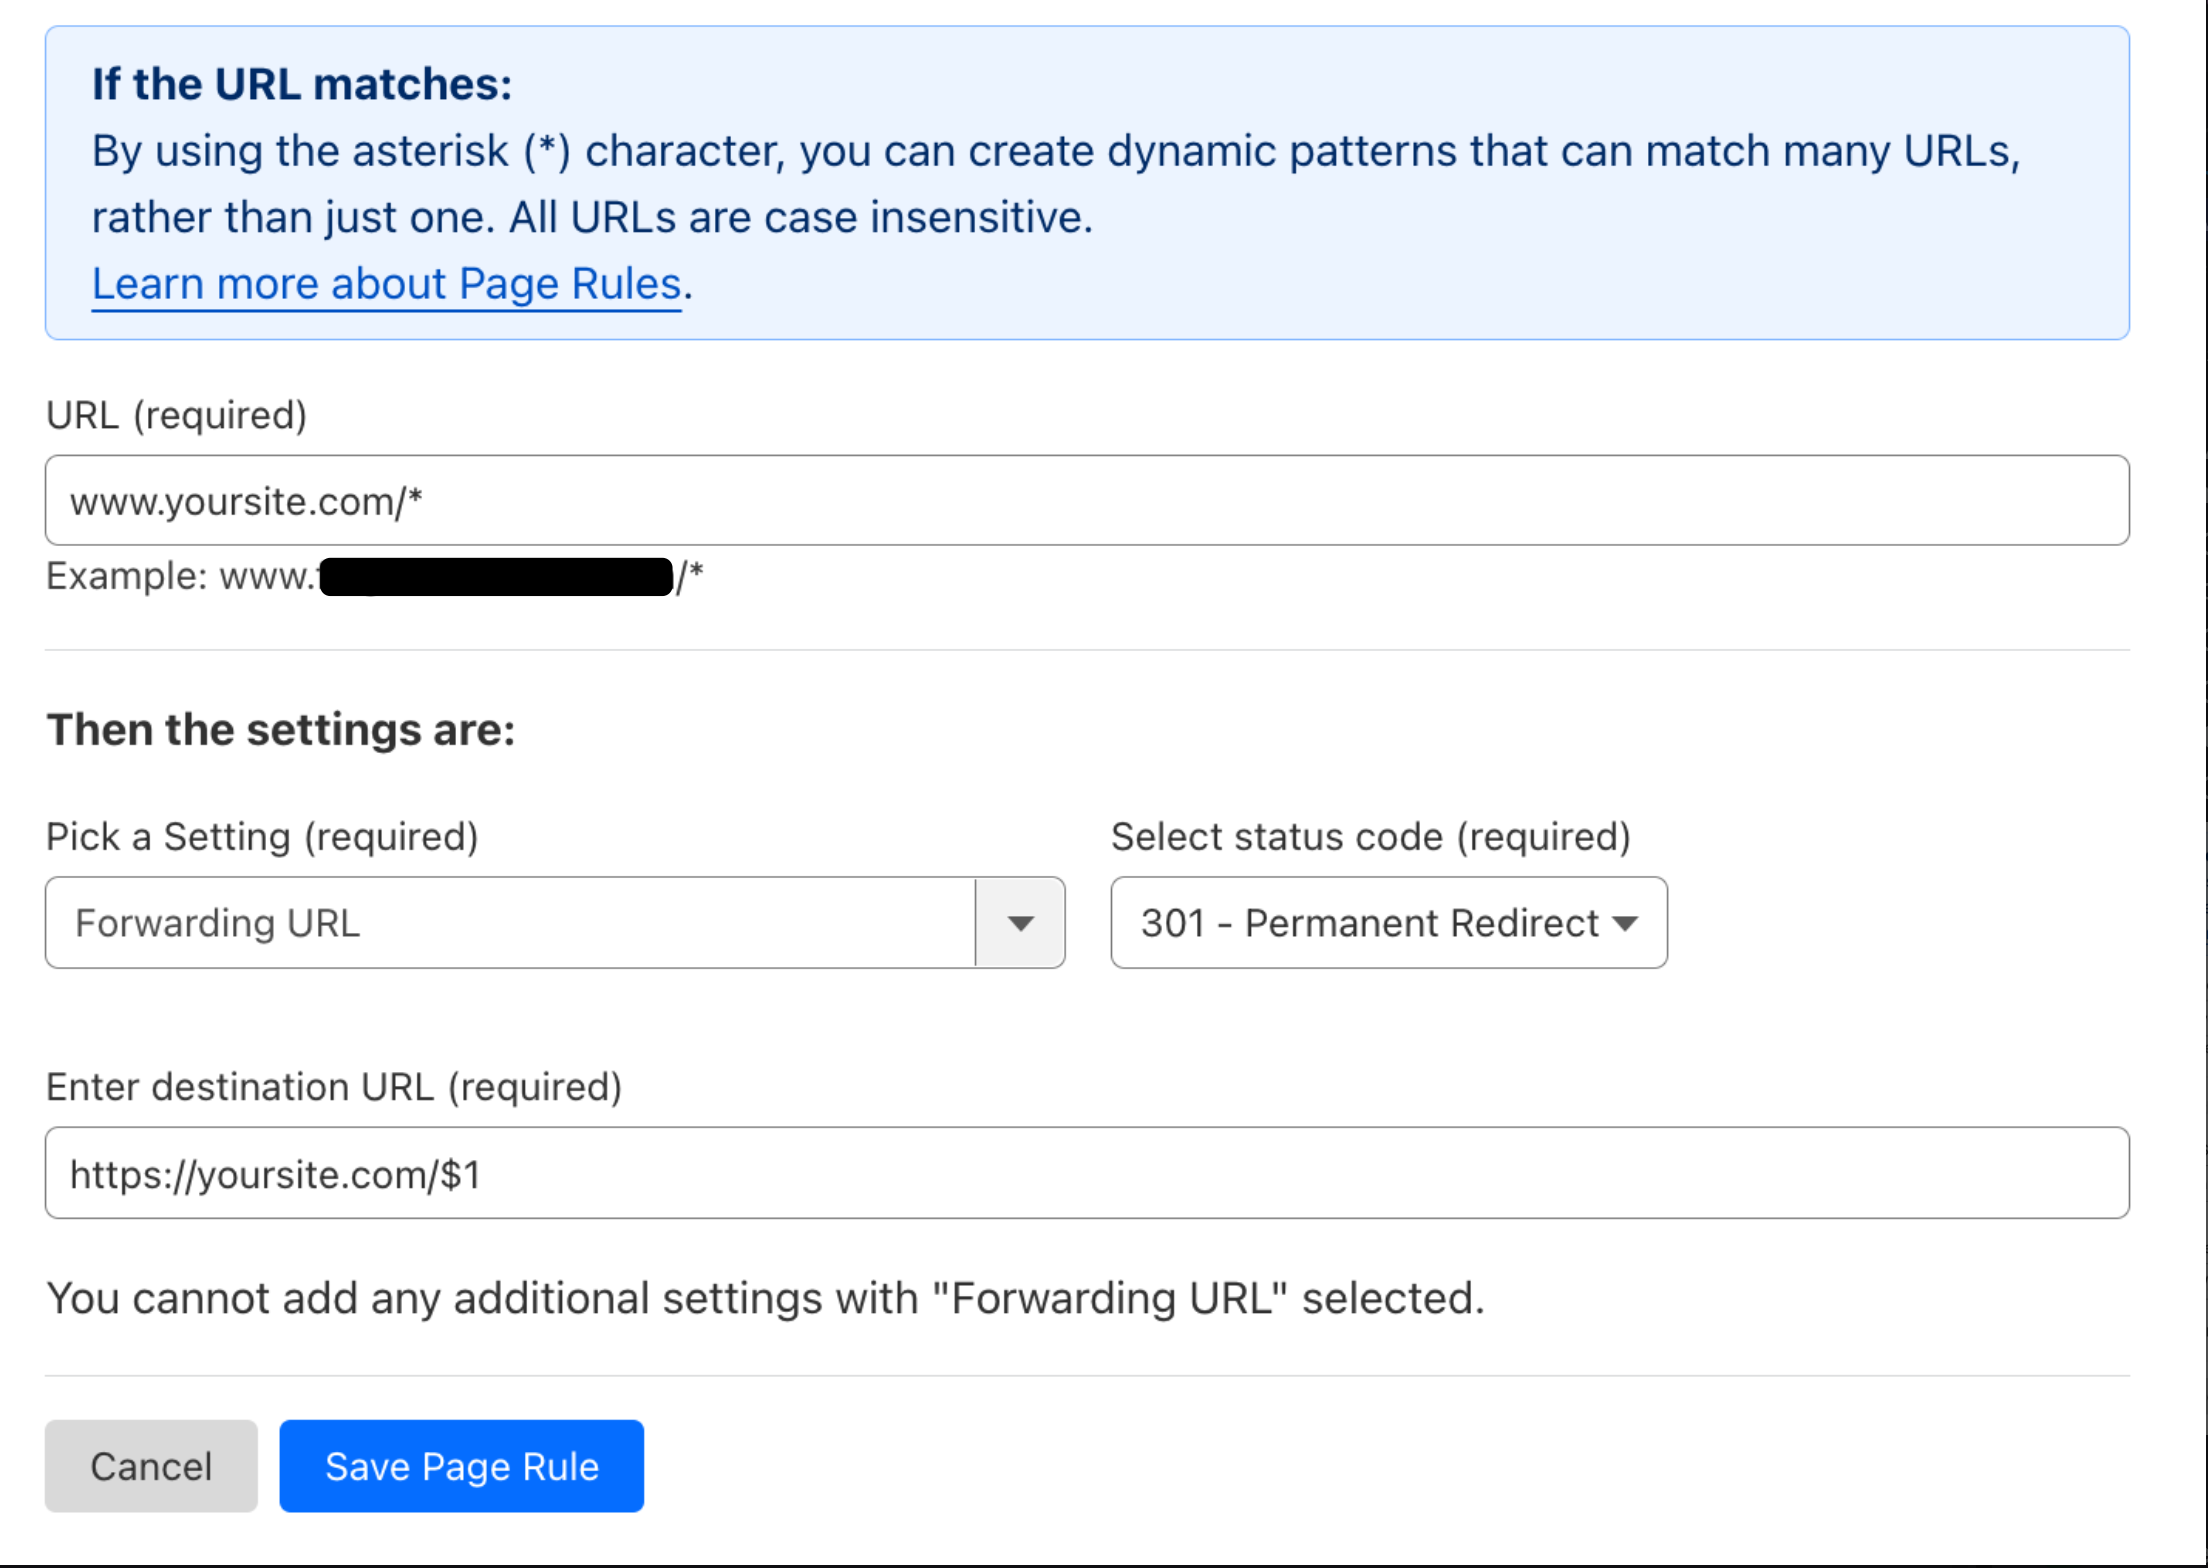 If the URL matches:
By using the asterisk (*) character, you can create dynamic patterns that can match many URLs,
rather than just one. All URLs are case insensitive.
Learn more about Page Rules.
URL (required)
www.yoursite.com/*
Example: www. /*
Then the settings are:
Pick a Setting (required)
Select status code (required)
Forwarding URL
301 - Permanent Redirect
Enter destination URL (required)
https://yoursite.com/$1
You cannot add any additional settings with "Forwarding URL" selected.
Cancel
Save Page Rule